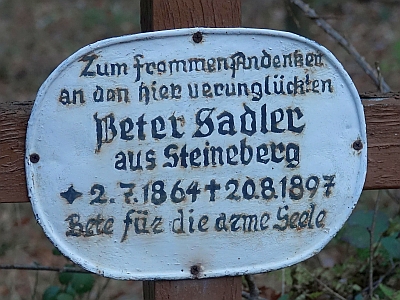 Zum frommen Andenken
an den hier verunglückten
Peter Sadler
aus Steineberg
✦ 2.7.1864 ✝ 20.8.1897
Bete für die arme Seele